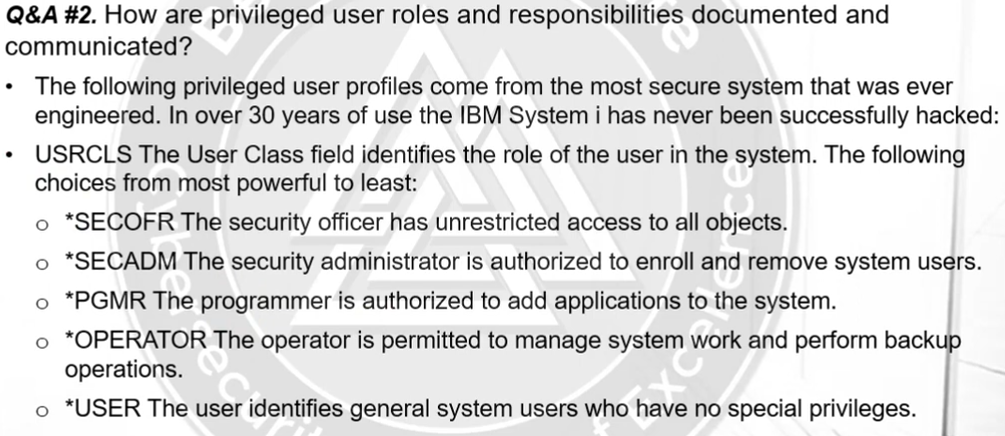 Q&A #2. How are privileged user roles and responsibilities documented and
communicated?
• The following privileged user profiles come from the most secure system that was ever
engineered. In over 30 years of use the IBM System i has never been successfully hacked:
• USRCLS The User Class field identifies the role of the user in the system. The following
choices from most powerful to least:
o *SECOFR The security officer has unrestricted access to all objects.
o *SECADM The security administrator is authorized to enroll and remove system users.
o *PGMR The programmer is authorized to add applications to the system.
o *OPERATOR The operator is permitted to manage system work and perform backup
operations.
o *USER The user identifies general system users who have no special privileges.